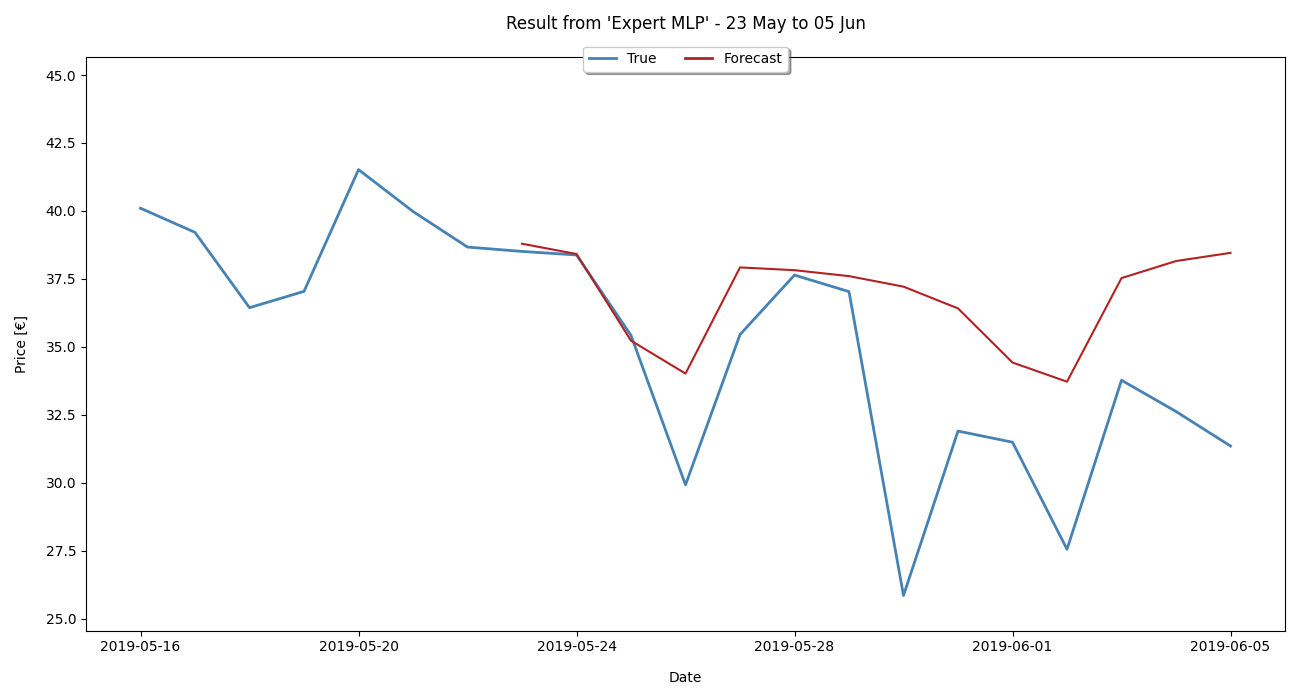 Result from 'Expert MLP' - 23 May to 05 Jun
True Forecast
45.0
42.5
40.0
37.5
35.0
32.5
30.0
27.5
25.0
Price [€]
2019-05-16 2019-05-20 2019-05-24 2019-05-28 2019-06-01 2019-06-05
Date